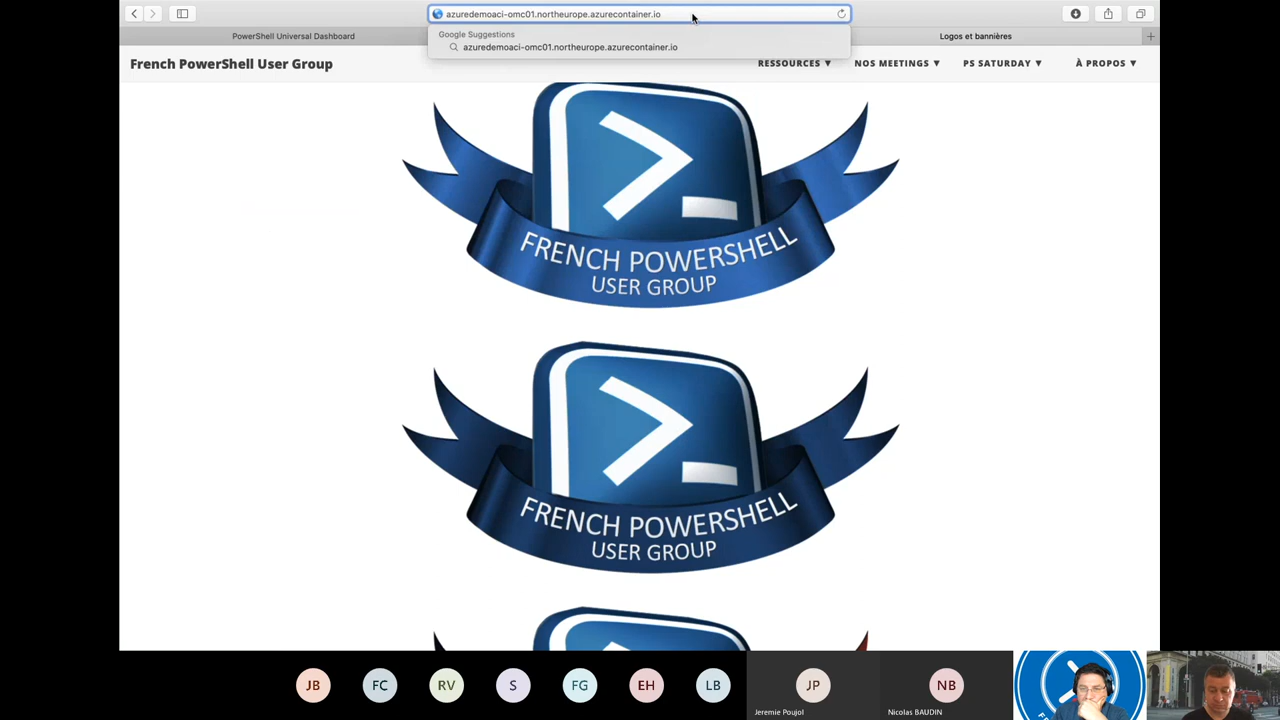 azuredemoaci-omc01.northeurope.azurecontainer.io
Google Suggestions
azuredemoaci-omc01.northeurope.azurecontainer.io
PowerShell Universal Dashboard
Logos et bannières
French PowerShell User Group
RESSOURCES ▼
NOS MEETINGS ▼
PS SATURDAY ▼
À PROPOS ▼
FRENCH POWERSHELL
USER GROUP
FRENCH POWERSHELL
USER GROUP
JB
FC
RV
S
FG
EH
LB
JP
Jeremie Poujol
NB
Nicolas BAUDIN